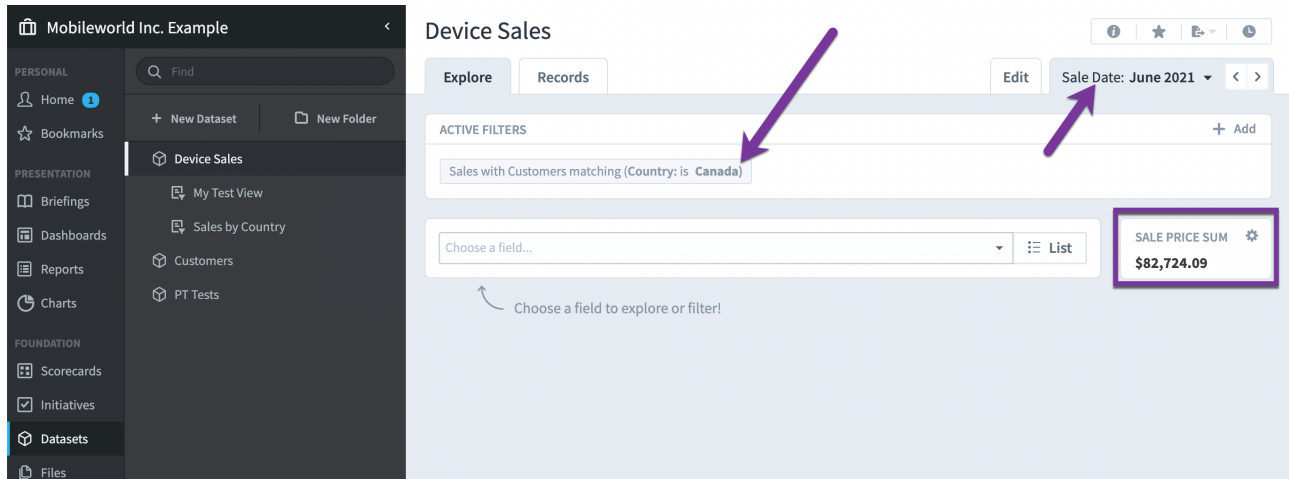 Mobileworld Inc. Example
PERSONAL
Home 1
Bookmarks
PRESENTATION
Briefings
Dashboards
Reports
Charts
FOUNDATION
Scorecards
Initiatives
Datasets
Files
Find
+ New Dataset
New Folder
Device Sales
My Test View
Sales by Country
Customers
PT Tests
Device Sales
Explore
Records
Edit
Sale Date: June 2021
ACTIVE FILTERS
+ Add
Sales with Customers matching (Country: is Canada)
Choose a field...
List
Choose a field to explore or filter!
SALE PRICE SUM
$82,724.09